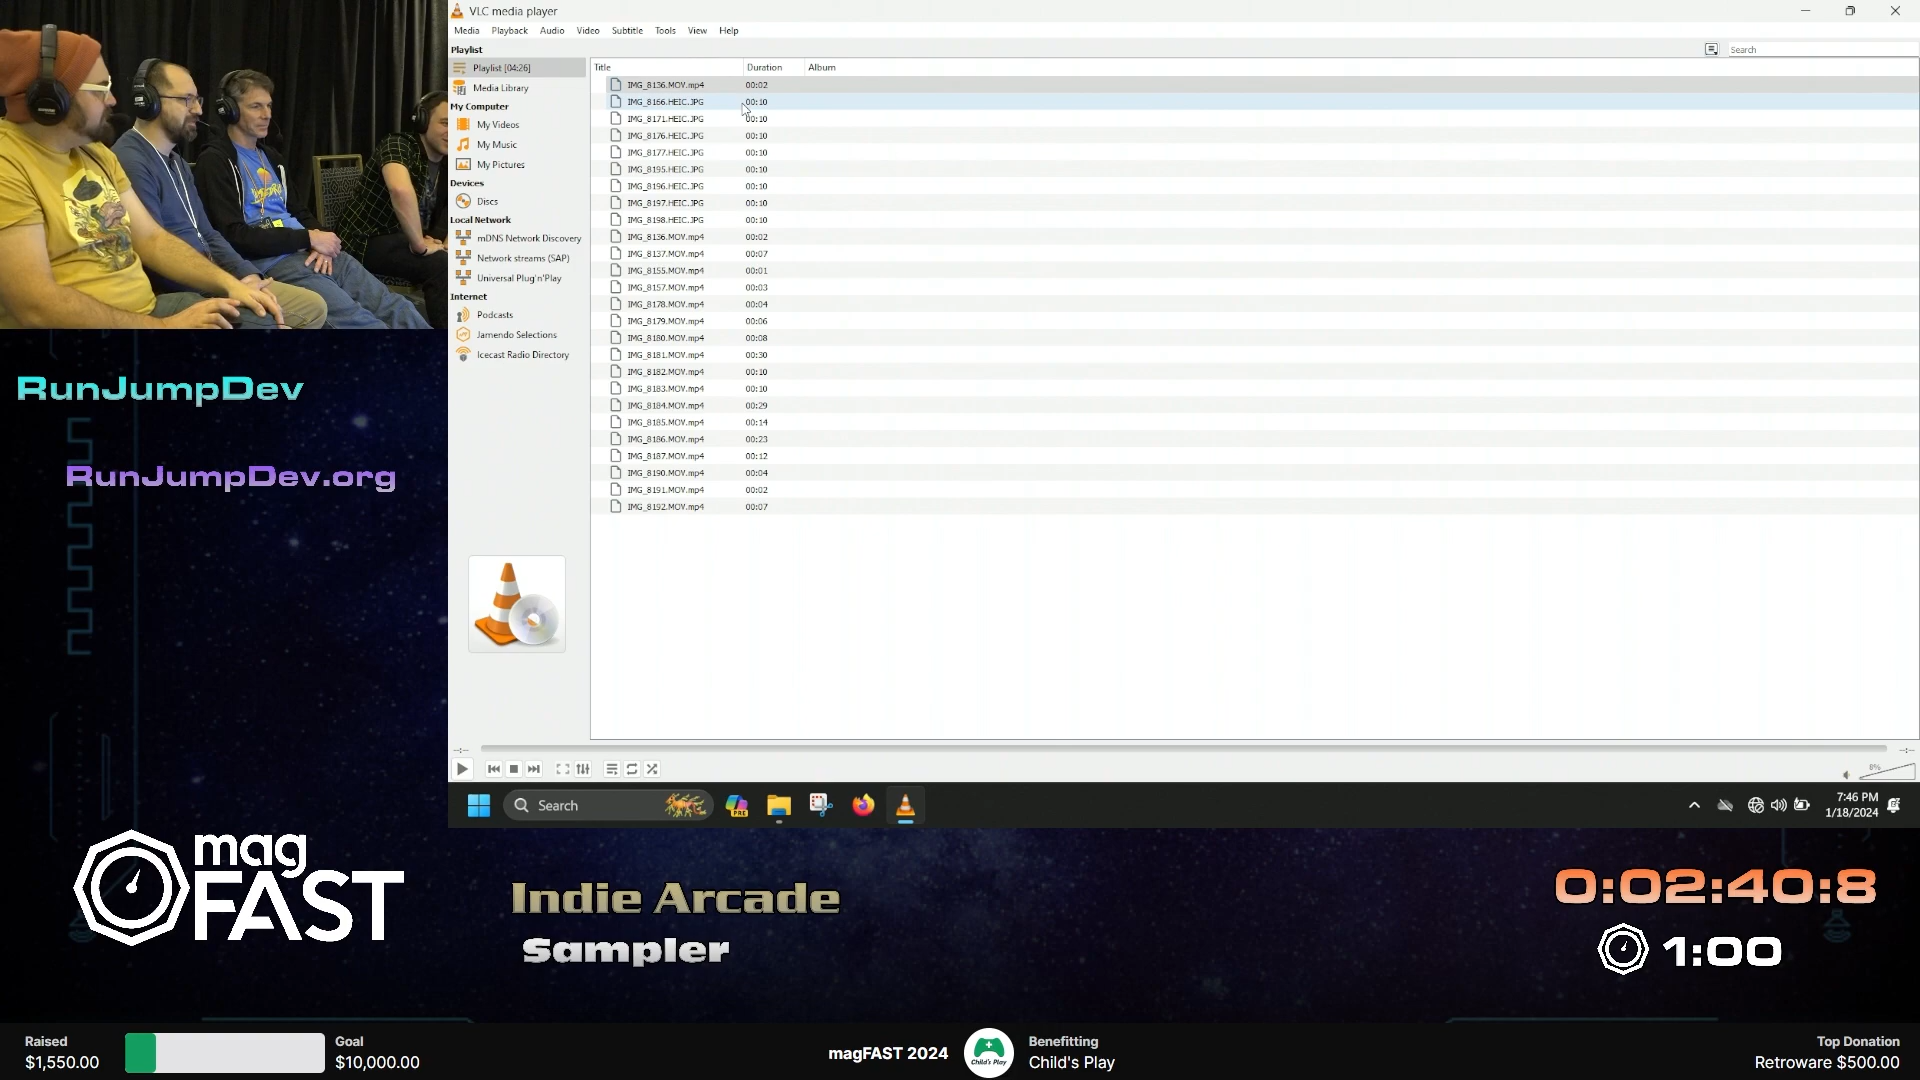 VLC media player
Media Playback Audio Video Subtitle Tools View Help
Playlist
Search
Playlist [04:26]
Media Library
My Computer
My Videos
My Music
My Pictures
Devices
Discs
Local Network
mDNS Network Discovery
Network streams (SAP)
Universal Plug'n'Play
Internet
Podcasts
Jamendo Selections
Icecast Radio Directory
Title Duration Album
IMG_8136.MOV.mp4 00:02
IMG_8166.HEIC.JPG 00:10
IMG_8171.HEIC.JPG 00:10
IMG_8176.HEIC.JPG 00:10
IMG_8177.HEIC.JPG 00:10
IMG_8195.HEIC.JPG 00:10
IMG_8196.HEIC.JPG 00:10
IMG_8197.HEIC.JPG 00:10
IMG_8198.HEIC.JPG 00:10
IMG_8136.MOV.mp4 00:02
IMG_8137.MOV.mp4 00:07
IMG_8155.MOV.mp4 00:01
IMG_8157.MOV.mp4 00:03
IMG_8178.MOV.mp4 00:04
IMG_8179.MOV.mp4 00:06
IMG_8180.MOV.mp4 00:08
IMG_8181.MOV.mp4 00:30
IMG_8182.MOV.mp4 00:10
IMG_8183.MOV.mp4 00:10
IMG_8184.MOV.mp4 00:29
IMG_8185.MOV.mp4 00:14
IMG_8186.MOV.mp4 00:23
IMG_8187.MOV.mp4 00:12
IMG_8190.MOV.mp4 00:04
IMG_8191.MOV.mp4 00:02
IMG_8192.MOV.mp4 00:07
--:-- --:--
8%
Search
PRE
7:46 PM
1/18/2024
RunJumpDev
RunJumpDev.org
mag
FAST
Indie Arcade
Sampler
0:02:40:8
1:00
Raised
$1,550.00
Goal
$10,000.00
magFAST 2024
Child's Play
Benefitting
Child's Play
Top Donation
Retroware $500.00